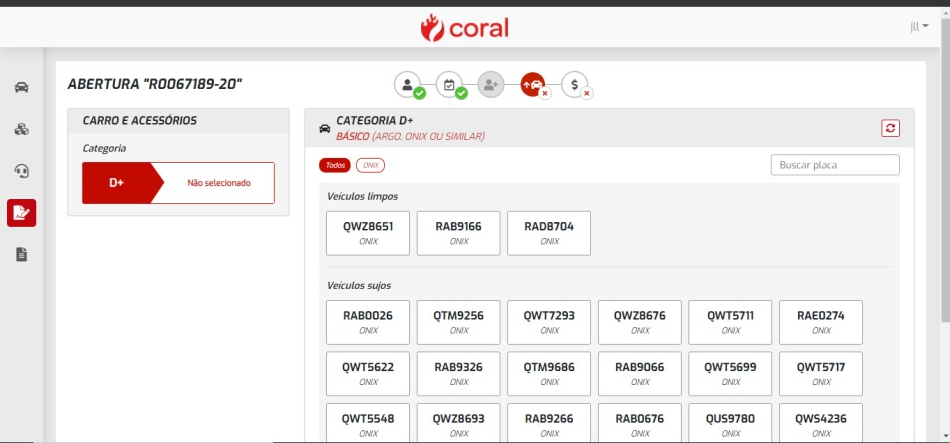 coral
jll
ABERTURA "R0067189-20"
$
CARRO E ACESSÓRIOS
Categoria
D+
Não selecionado
CATEGORIA D+
BÁSICO (ARGO, ONIX OU SIMILAR)
Todos
ONIX
Buscar placa
Veículos limpos
QWZ8651
RAB9166
RAD8704
ONIX
ONIX
ONIX
Veículos sujos
RAB0026
QTM9256
QWT7293
QWZ8676
QWT5711
RAE0274
ONIX
ONIX
ONIX
ONIX
ONIX
ONIX
QWT5622
RAB9326
QTM9686
RAB9066
QWT5699
QWT5717
ONIX
ONIX
ONIX
ONIX
ONIX
ONIX
QWT5548
QWZ8693
RAB9266
RAB0676
QUS9780
QWS4236
ONIX
ONIX
ONIX
ONIX
ONIX
ONIX